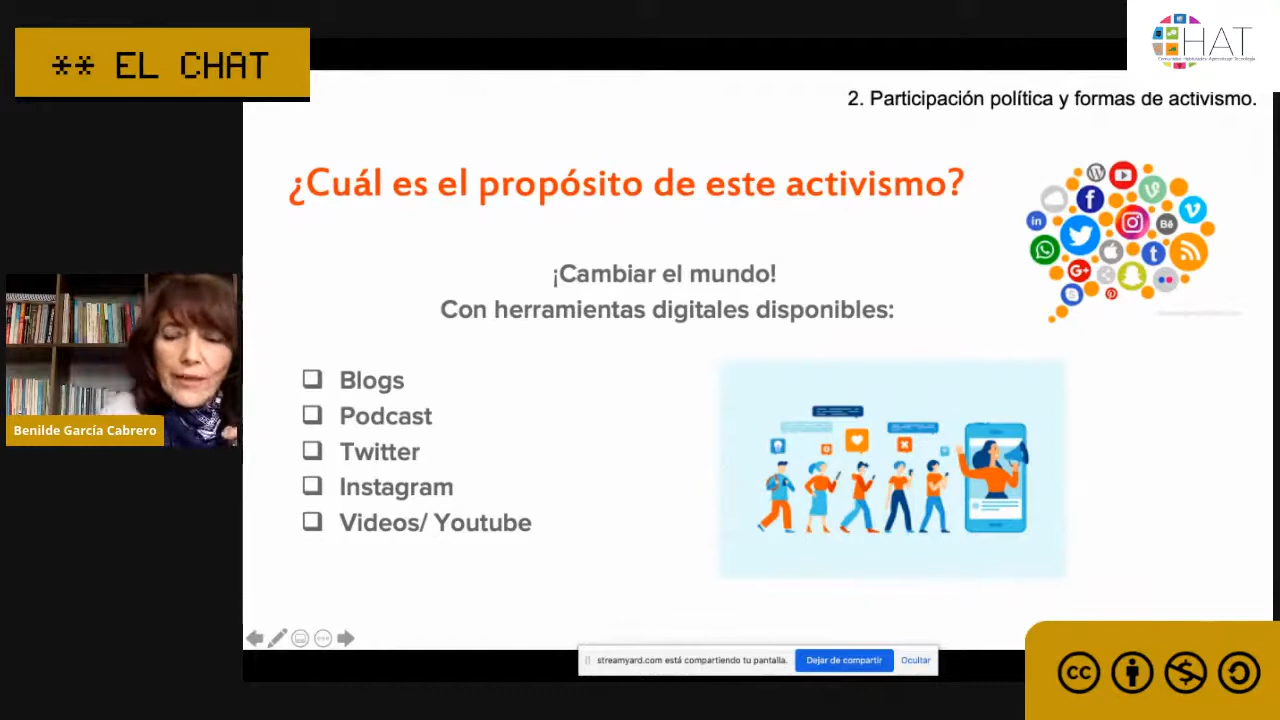 ** EL CHAT
HAT
2. Participación política y formas de activismo.
¿Cuál es el propósito de este activismo?
¡Cambiar el mundo!
Con herramientas digitales disponibles:
Blogs
Podcast
Twitter
Instagram
Videos/ Youtube
Benilde García Cabrero
streamyard.com está compartiendo tu pantalla.
Dejar de compartir
Ocultar